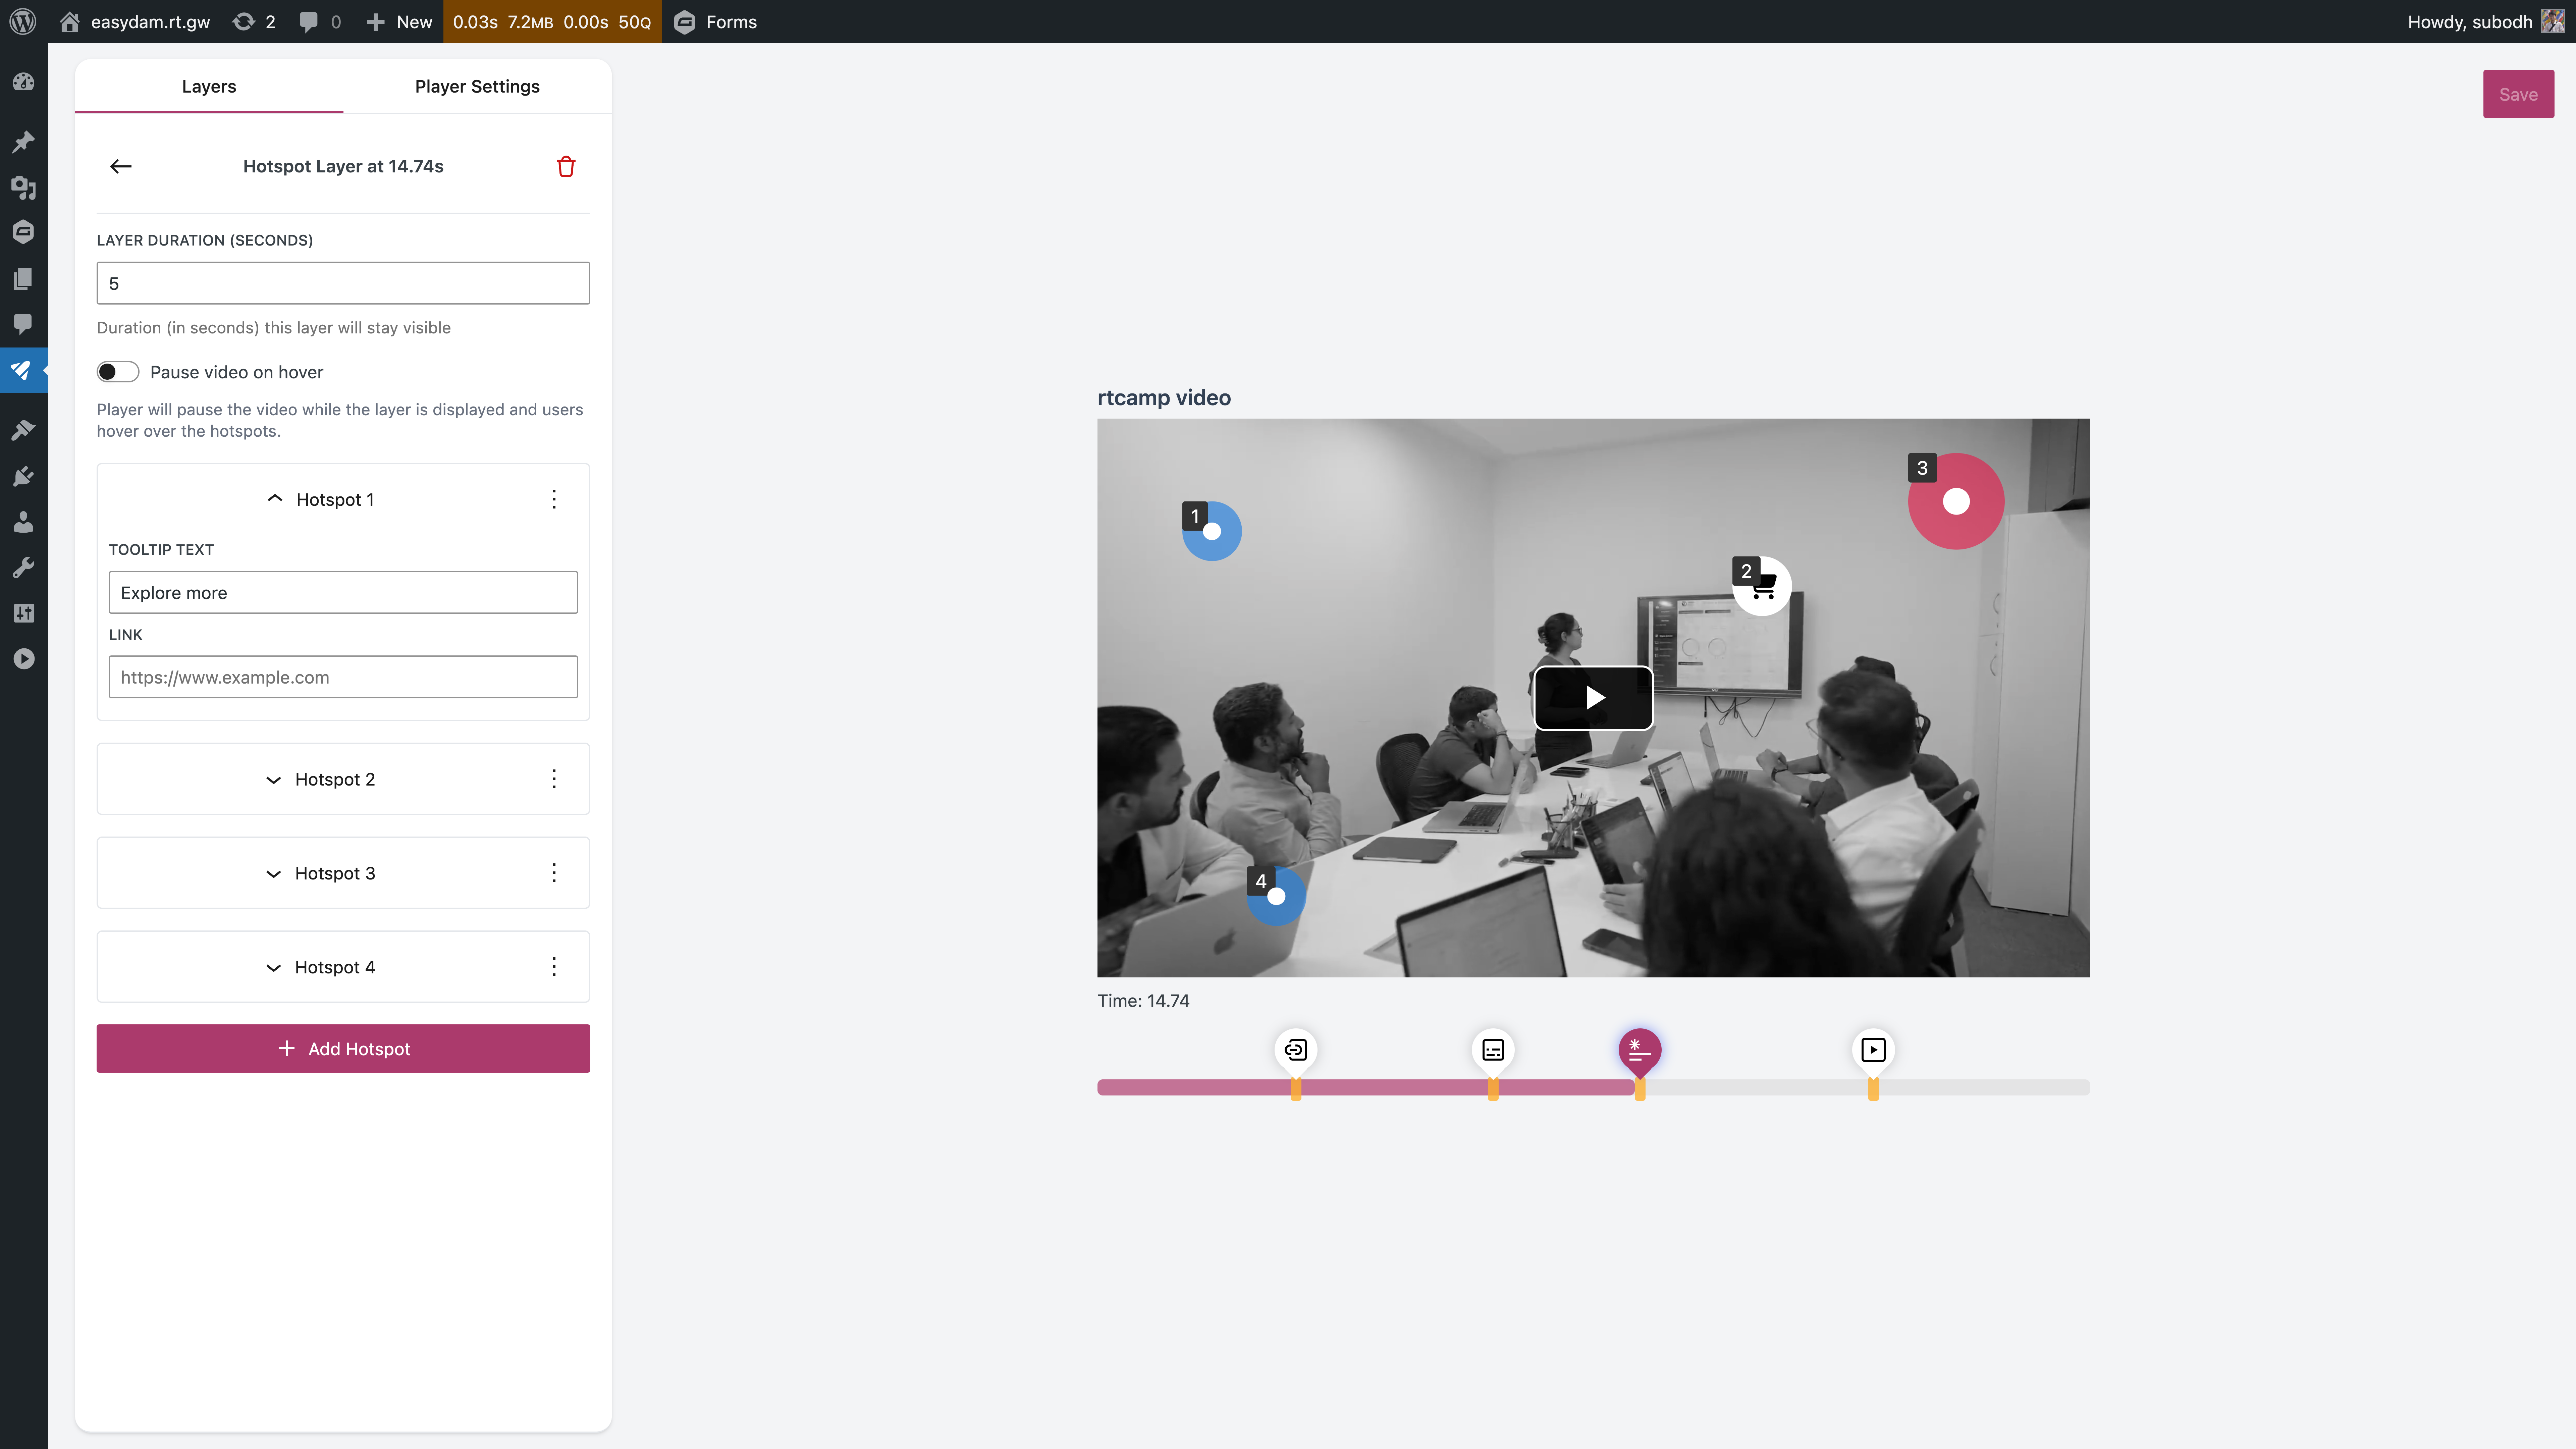 easydam.rt.gw 2 0 New 0.03s 7.2MB 0.00s 50Q Forms Howdy, subodh
Layers Player Settings
Save
Hotspot Layer at 14.74s
LAYER DURATION (SECONDS)
5
Duration (in seconds) this layer will stay visible
Pause video on hover
Player will pause the video while the layer is displayed and users
hover over the hotspots.
Hotspot 1
TOOLTIP TEXT
Explore more
LINK
https://www.example.com
Hotspot 2
Hotspot 3
Hotspot 4
Add Hotspot
rtcamp video
3
1
2
4
Time: 14.74